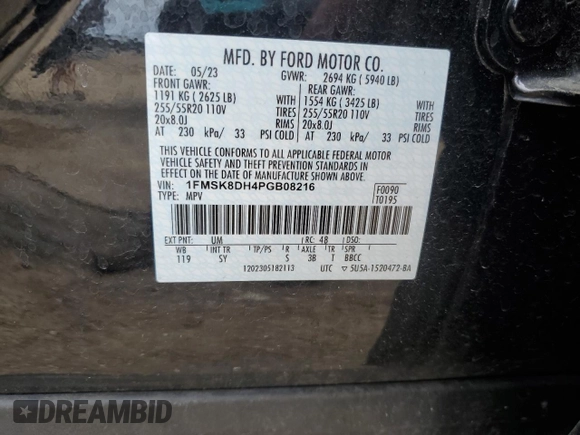 MFD. BY FORD MOTOR CO.
DATE: 05/23 GVWR: 2694 KG ( 5940 LB)
FRONT GAWR: REAR GAWR:
1191 KG ( 2625 LB) 1554 KG ( 3425 LB)
255/55R20 110V TIRES 255/55R20 110V TIRES
20x8.0J RIMS 20x8.0J RIMS
AT 230 kPa/ 33 PSI COLD AT 230 kPa/ 33 PSI COLD
THIS VEHICLE CONFORMS TO ALL APPLICABLE FEDERAL MOTOR
VEHICLE SAFETY AND THEFT PREVENTION STANDARDS IN
EFFECT ON THE DATE OF MANUFACTURE SHOWN ABOVE.
VIN: 1FMSK8DH4PGB08216 F0090
TYPE: MPV T0195
EXT PNT: UM RC: 48 DSO:
WB INT TR TP/PS R AXLE TR SPR
119 SY S 3B T BBCC
1202305182113 UTC ▽ 5U5A-1520472-BA
DREAMBID